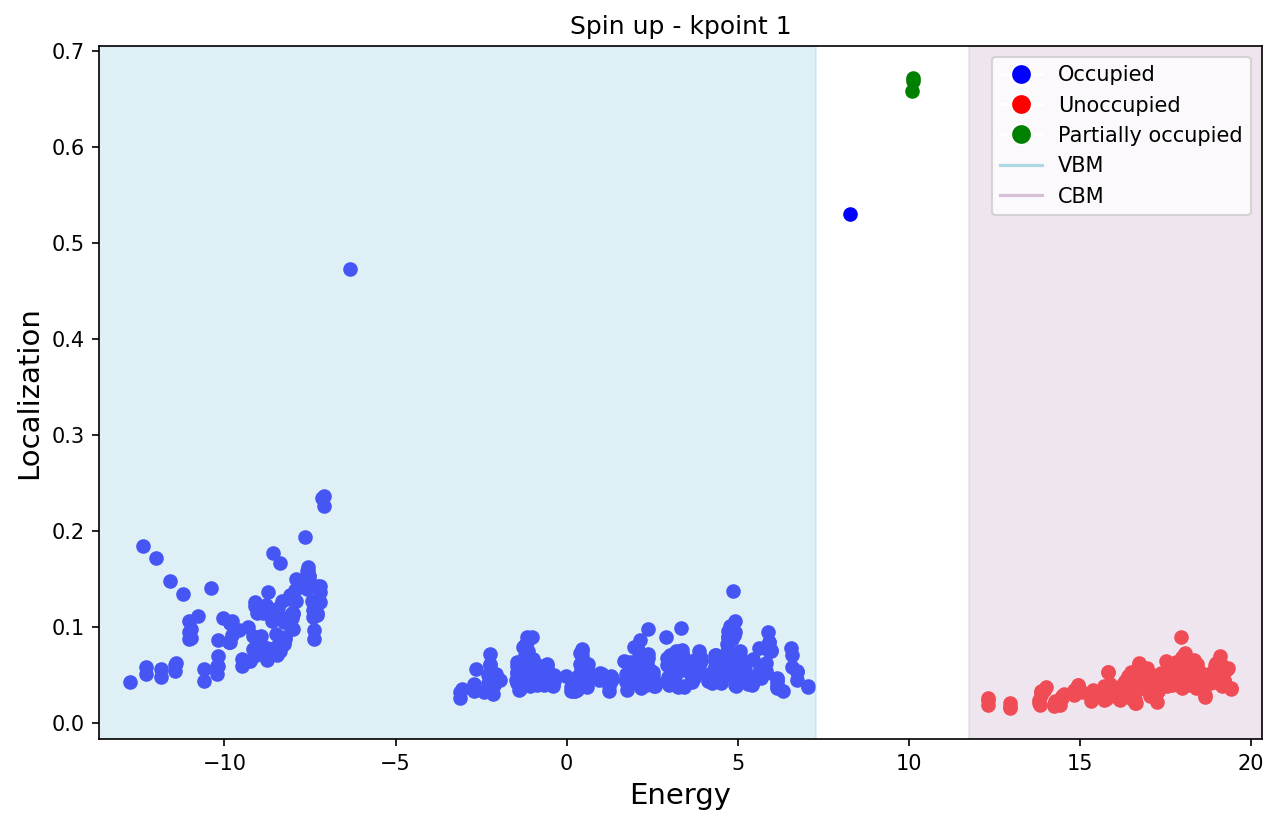 Spin up - kpoint 1
0.7
0.6
0.5
0.4
0.3
0.2
0.1
0.0
Localization
Occupied
Unoccupied
Partially occupied
VBM
CBM
−10
−5
0
5
10
15
20
Energy